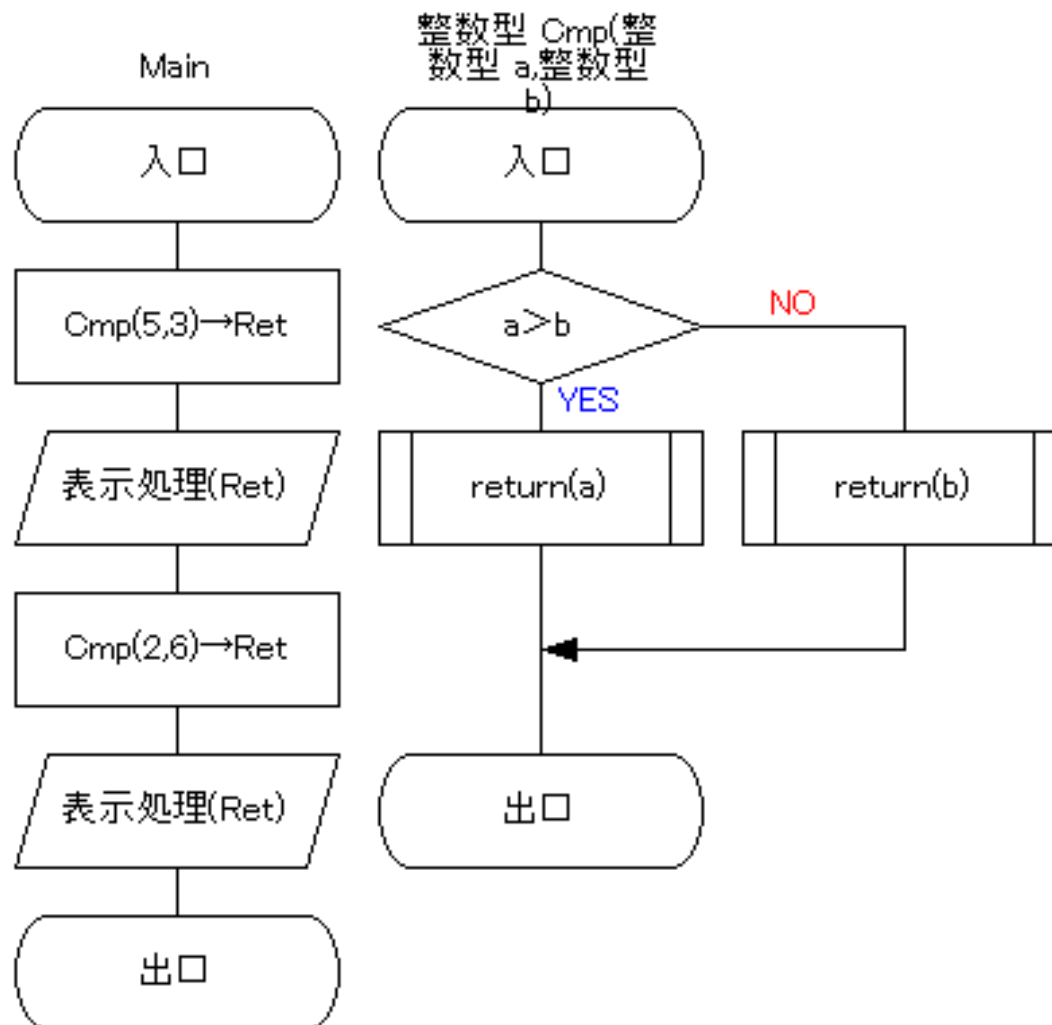 Main
入口
Cmp(5,3)→Ret
表示処理(Ret)
Cmp(2,6)→Ret
表示処理(Ret)
出口
整数型 Cmp(整
数型 a,整数型
b)
入口
a＞b
NO
YES
return(a)
return(b)
出口